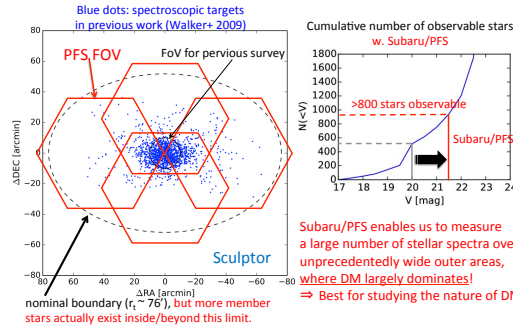 Blue dots: spectroscopic targets
in previous work (Walker+ 2009)
PFS FOV
FoV for pervious survey
80
60
40
20
0
−20
−40
−60
−80
80
60
40
20
0
−20
−40
−60
−80
ΔDEC [arcmin]
ΔRA [arcmin]
Sculptor
nominal boundary (rt~ 76'), but more member
stars actually exist inside/beyond this limit.
Cumulative number of observable stars
w. Subaru/PFS
1800
1600
1400
1200
1000
800
600
400
200
0
N(<V)
>800 stars observable
Subaru/PFS
17
18
19
20
21
22
23
24
V [mag]
Subaru/PFS enables us to measure
a large number of stellar spectra ove
unprecedentedly wide outer areas,
where DM largely dominates!
⇒ Best for studying the nature of DM